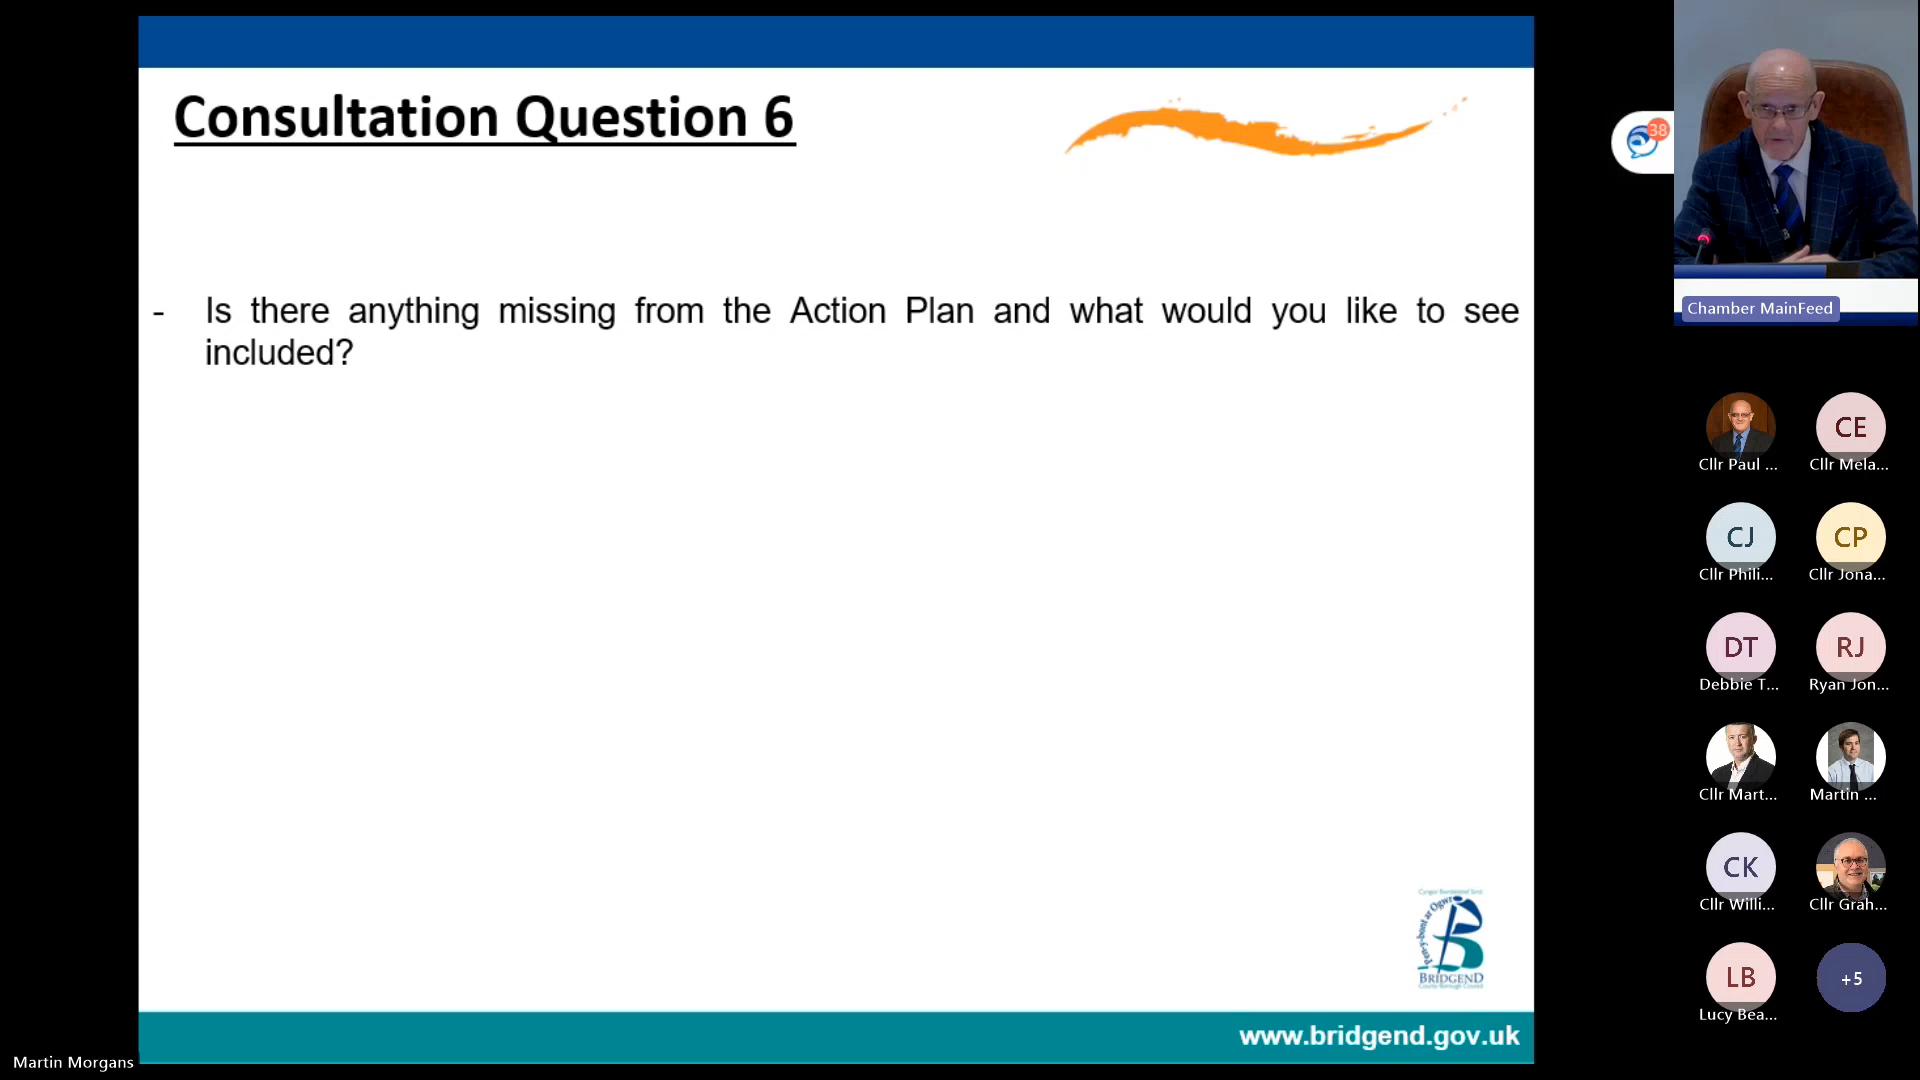 Consultation Question 6
- Is there anything missing from the Action Plan and what would you like to see
included?
BRIDGEND
County Borough Council
www.bridgend.gov.uk
Martin Morgans
38
Chamber MainFeed
Cllr Paul ...
CE
Cllr Mela...
CJ
Cllr Phili...
CP
Cllr Jona...
DT
Debbie T...
RJ
Ryan Jon...
Cllr Mart...
Martin ...
CK
Cllr Willi...
Cllr Grah...
LB
Lucy Bea...
+5